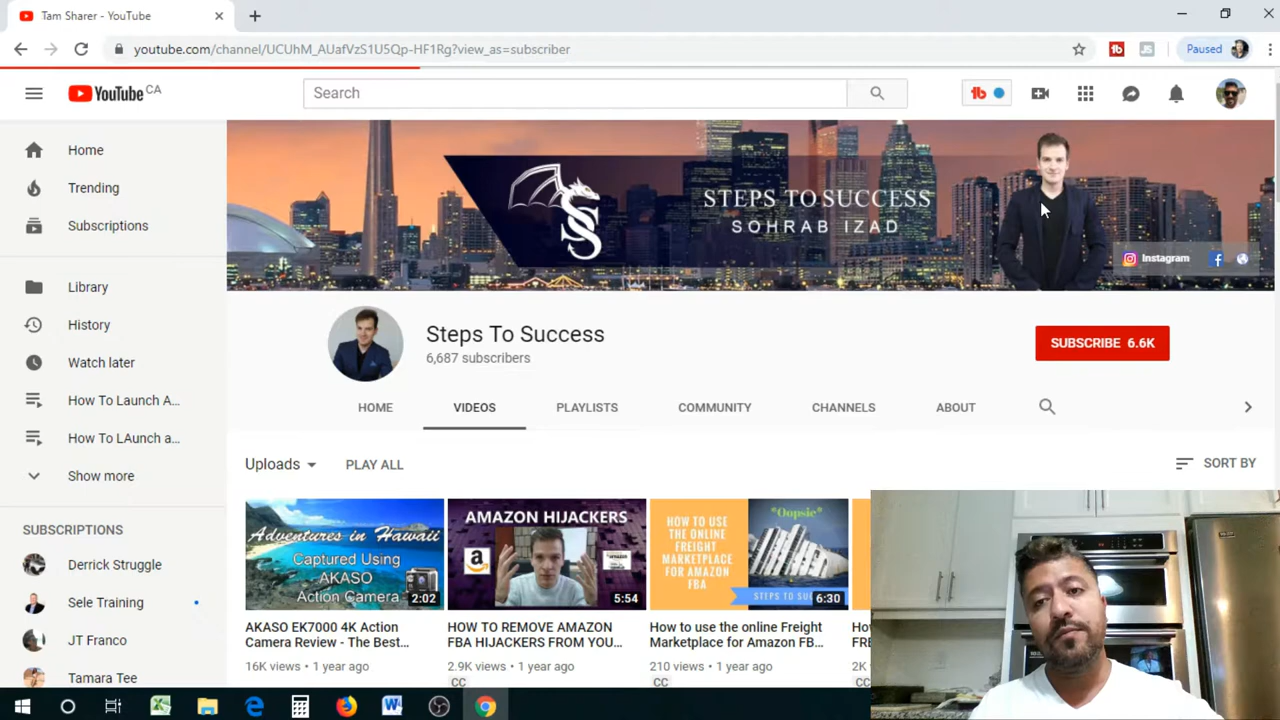 Tam Sharer - YouTube
youtube.com/channel/UCUhM_AUafVzS1U5Qp-HF1Rg?view_as=subscriber
Paused
YouTube CA
Search
Home
Trending
Subscriptions
Library
History
Watch later
How To Launch A...
How To LAunch a...
Show more
SUBSCRIPTIONS
Derrick Struggle
Sele Training
JT Franco
Tamara Tee
STEPS TO SUCCESS
SOHRAB IZAD
Instagram
Steps To Success
6,687 subscribers
SUBSCRIBE 6.6K
HOME
VIDEOS
PLAYLISTS
COMMUNITY
CHANNELS
ABOUT
Uploads
PLAY ALL
SORT BY
Adventures in Hawaii
Captured Using
AKASO
Action Camera
2:02
AMAZON HIJACKERS
5:54
HOW TO USE
THE ONLINE
FREIGHT
MARKETPLACE
FOR AMAZON
FBA
*Oopsie*
6:30
AKASO EK7000 4K Action
Camera Review - The Best...
16K views • 1 year ago
HOW TO REMOVE AMAZON
FBA HIJACKERS FROM YOU...
2.9K views • 1 year ago
CC
How to use the online Freight
Marketplace for Amazon FB...
210 views • 1 year ago
CC